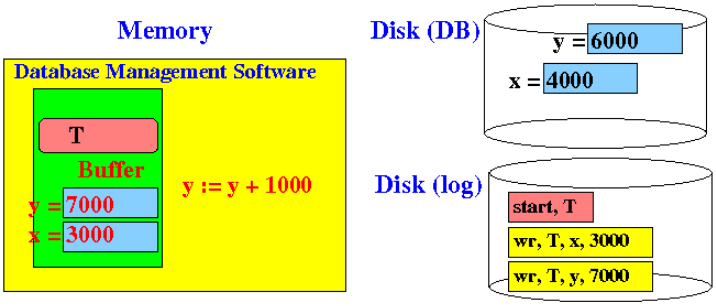 Memory
Database Management Software
T
Buffer
y = 7000
x = 3000
y := y + 1000
Disk (DB)
y = 6000
x = 4000
Disk (log)
start, T
wr, T, x, 3000
wr, T, y, 7000